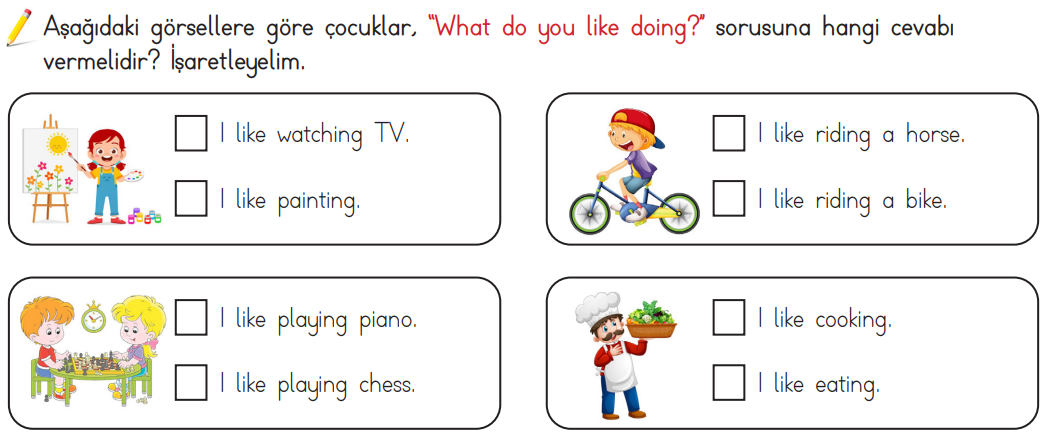 Aşağıdaki görsellere göre çocuklar, "What do you like doing?" sorusuna hangi cevabı
vermelidir? İşaretleyelim.
I like watching TV.
I like painting.
I like riding a horse.
I like riding a bike.
I like playing piano.
I like playing chess.
I like cooking.
I like eating.